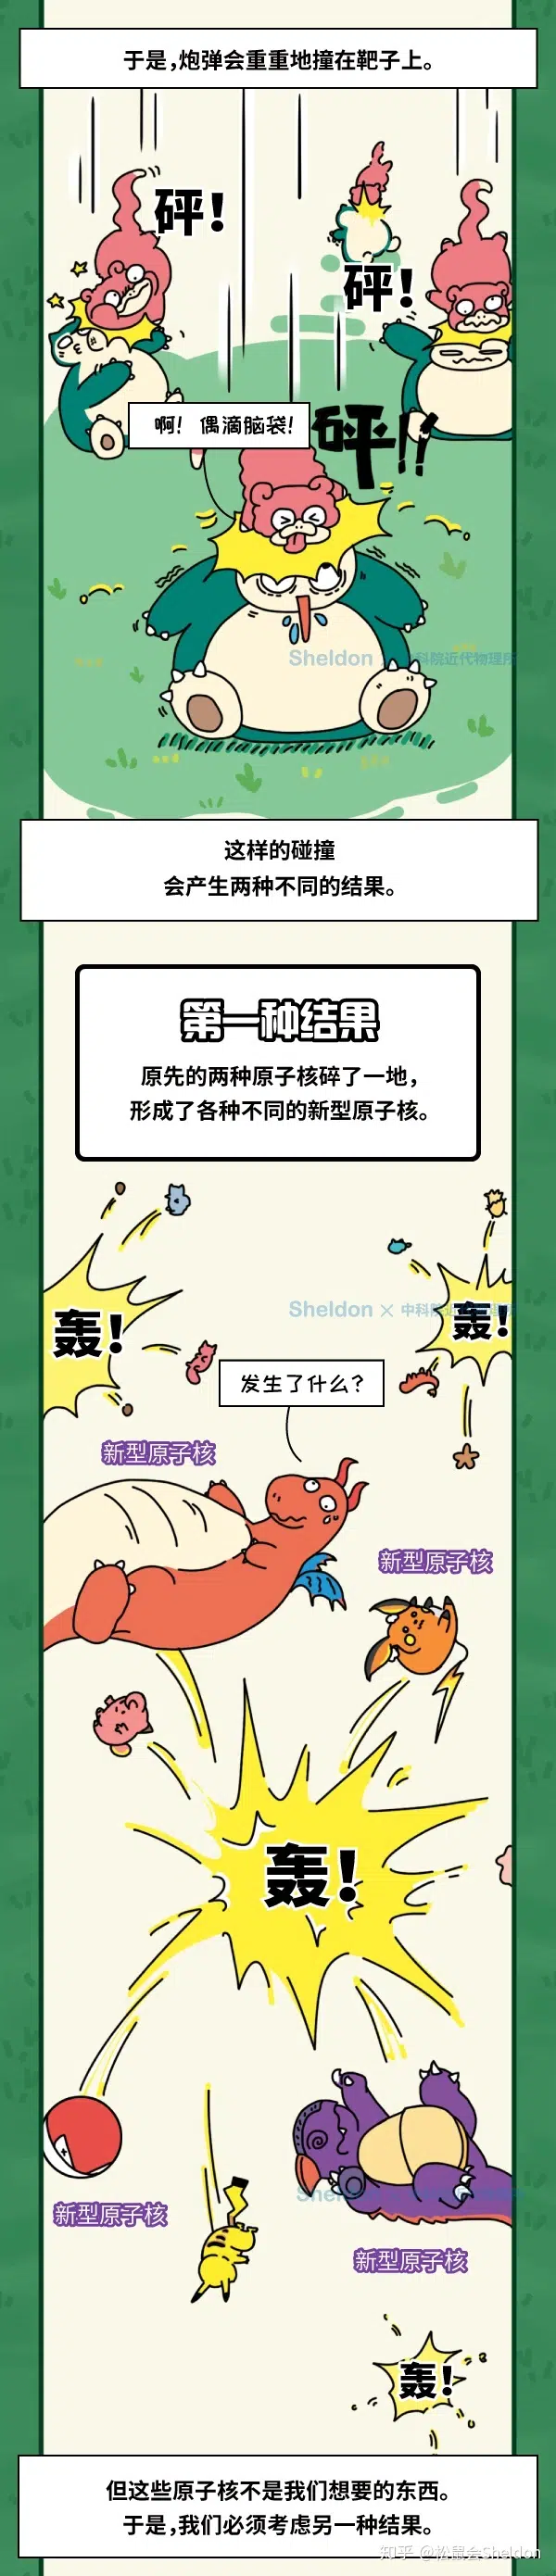 于是,炮弹会重重地撞在靶子上。
砰!
砰!
啊! 偶滴脑袋!
砰!!
Sheldon × 中科院近代物理所
这样的碰撞
会产生两种不同的结果。
第一种结果
原先的两种原子核碎了一地,
形成了各种不同的新型原子核。
轰!
Sheldon × 中科院近
轰!
发生了什么?
新型原子核
新型原子核
轰!
新型原子核
Sheldon
新型原子核
轰!
但这些原子核不是我们想要的东西。
于是,我们必须考虑另一种结果。
知乎 @松鼠会Sheldon